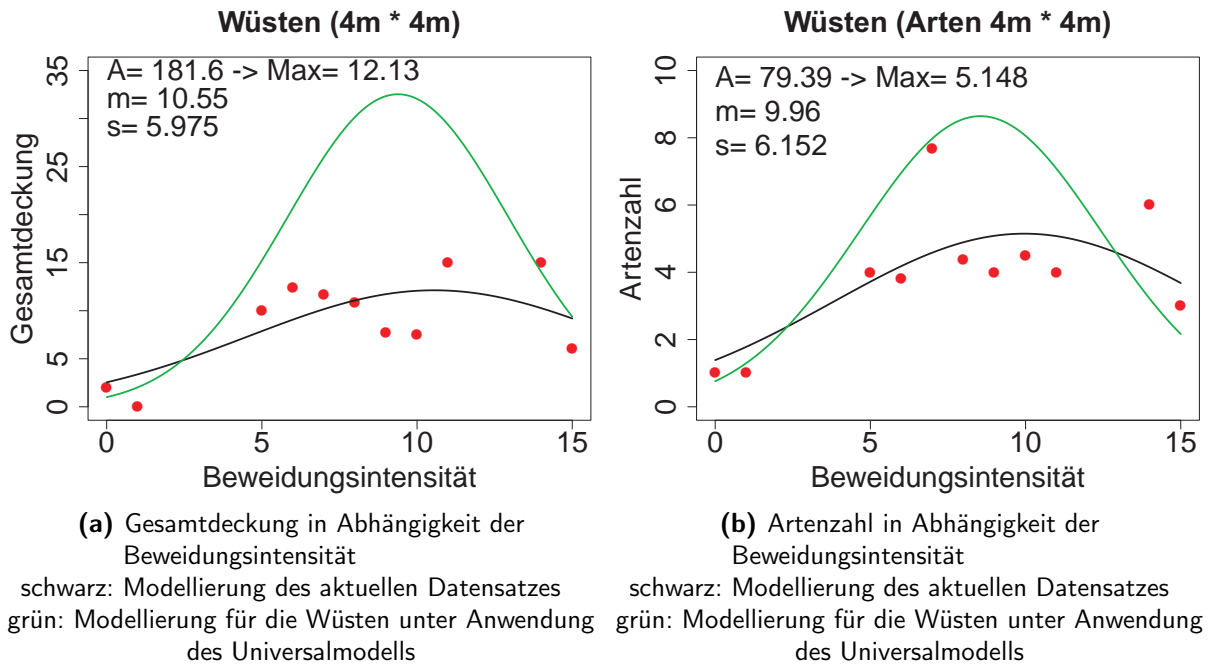 Wüsten (4m * 4m)
A= 181.6 -> Max= 12.13
m= 10.55
s= 5.975
35
25
15
5
0
Gesamtdeckung
0 5 10 15
Beweidungsintensität
(a) Gesamtdeckung in Abhängigkeit der
Beweidungsintensität
schwarz: Modellierung des aktuellen Datensatzes
grün: Modellierung für die Wüsten unter Anwendung
des Universalmodells
Wüsten (Arten 4m * 4m)
A= 79.39 -> Max= 5.148
m= 9.96
s= 6.152
10
8
6
4
2
0
Artenzahl
0 5 10 15
Beweidungsintensität
(b) Artenzahl in Abhängigkeit der
Beweidungsintensität
schwarz: Modellierung des aktuellen Datensatzes
grün: Modellierung für die Wüsten unter Anwendung
des Universalmodells